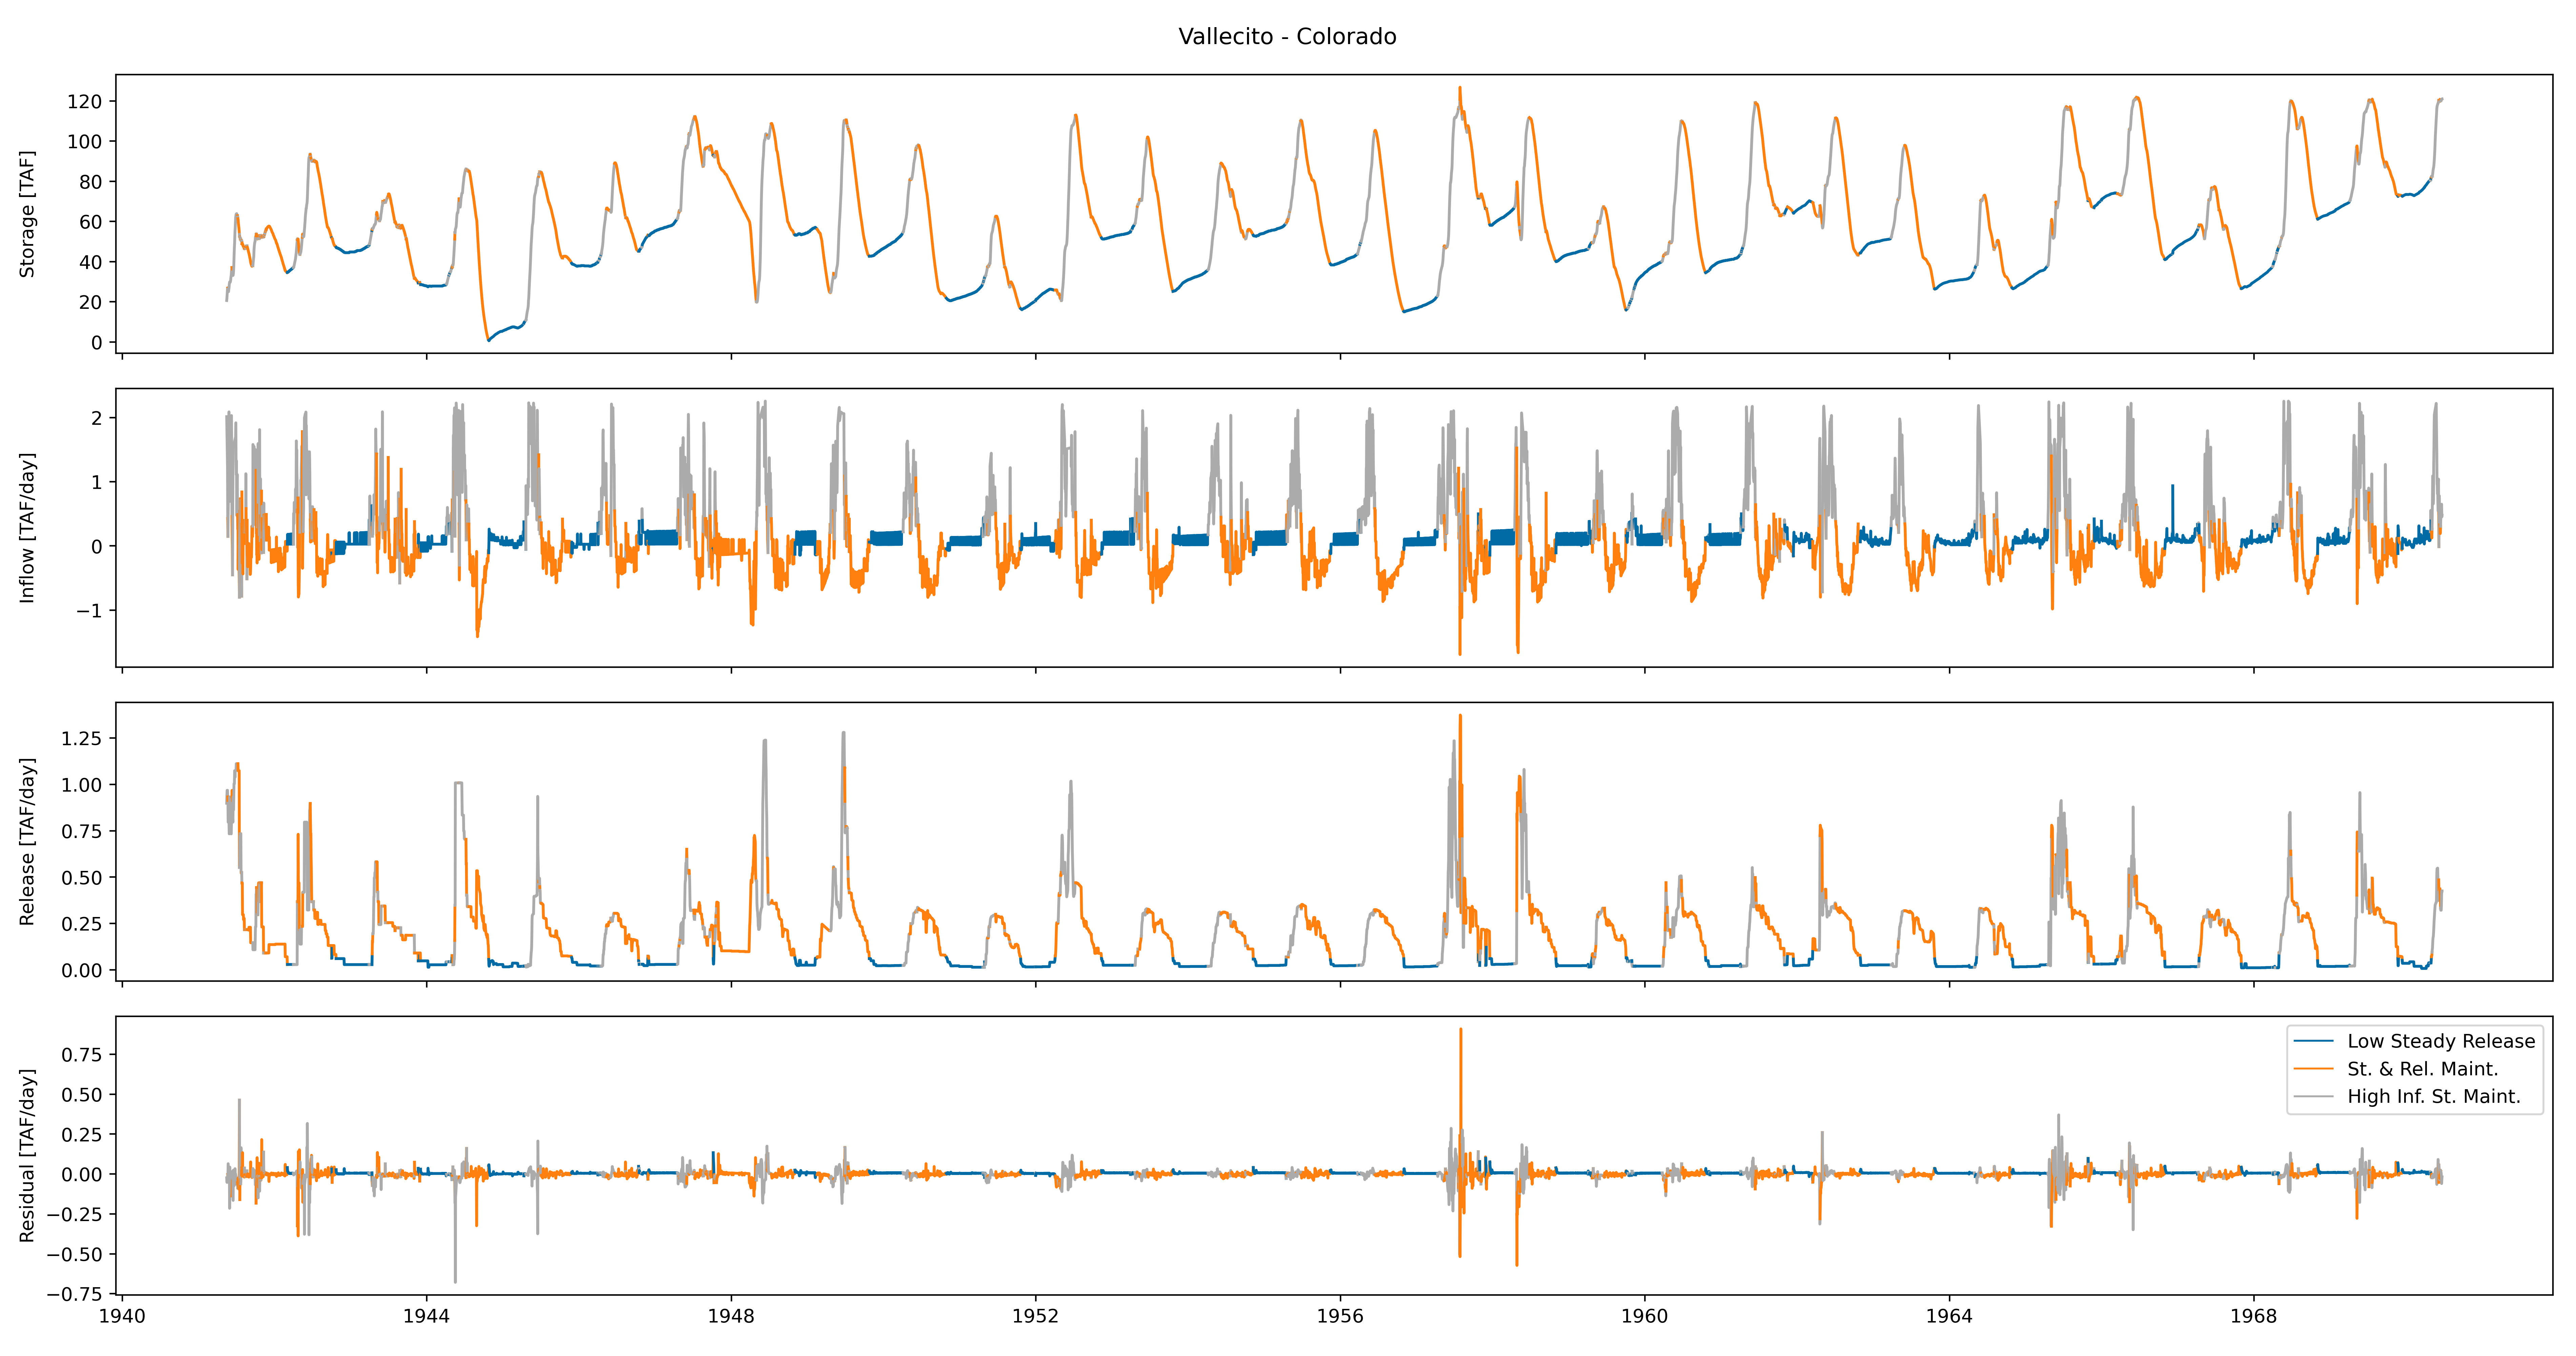 Vallecito - Colorado
Storage [TAF]
120
100
80
60
40
20
0
Inflow [TAF/day]
2
1
0
−1
Release [TAF/day]
1.25
1.00
0.75
0.50
0.25
0.00
Residual [TAF/day]
0.75
0.50
0.25
0.00
−0.25
−0.50
−0.75
Low Steady Release
St. & Rel. Maint.
High Inf. St. Maint.
1940 1944 1948 1952 1956 1960 1964 1968